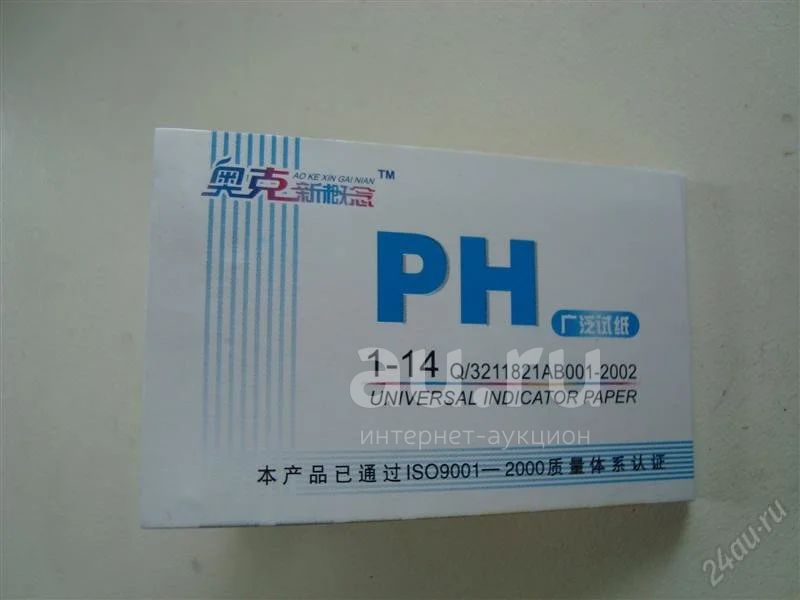 AO KE XIN GAI NIAN
奥克新概念™
PH
广泛试纸
1-14 Q/3211821AB001-2002
au.ru
UNIVERSAL INDICATOR PAPER
интернет-аукцион
本产品已通过ISO9001—2000质量体系认证
24au.ru